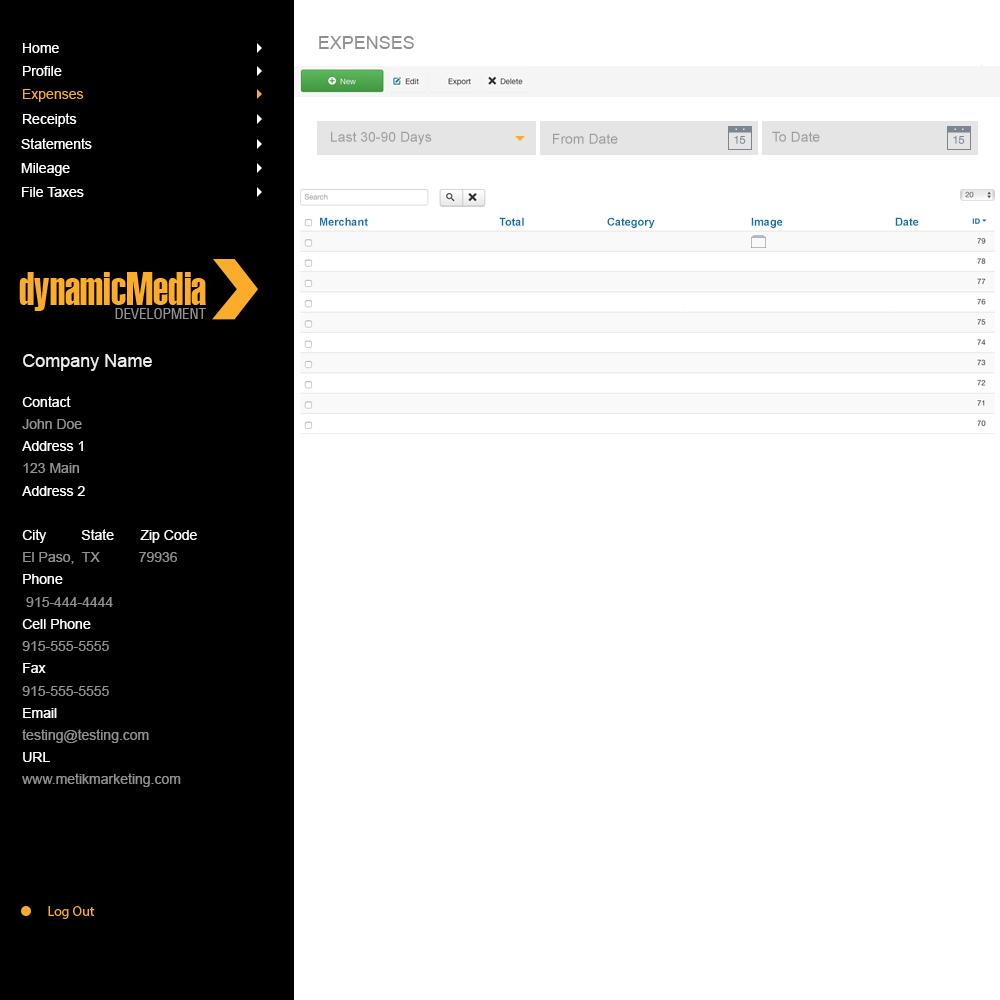 Home
Profile
Expenses
Receipts
Statements
Mileage
File Taxes
dynamicMedia
DEVELOPMENT
Company Name
Contact
John Doe
Address 1
123 Main
Address 2
City State Zip Code
El Paso, TX 79936
Phone
915-444-4444
Cell Phone
915-555-5555
Fax
915-555-5555
Email
testing@testing.com
URL
www.metikmarketing.com
Log Out
EXPENSES
New Edit Export Delete
Last 30-90 Days From Date 15 To Date 15
Search 20
Merchant Total Category Image Date ID
79
78
77
76
75
74
73
72
71
70